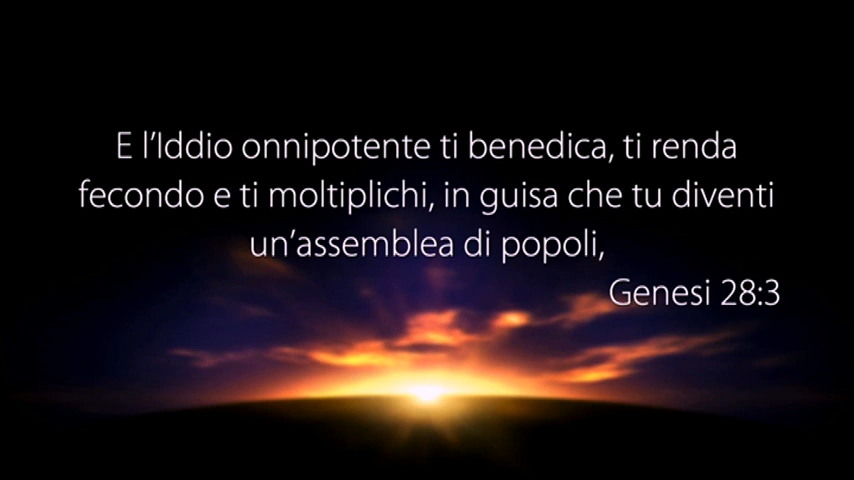 E l’Iddio onnipotente ti benedica, ti renda
fecondo e ti moltiplichi, in guisa che tu diventi
un’assemblea di popoli,
Genesi 28:3